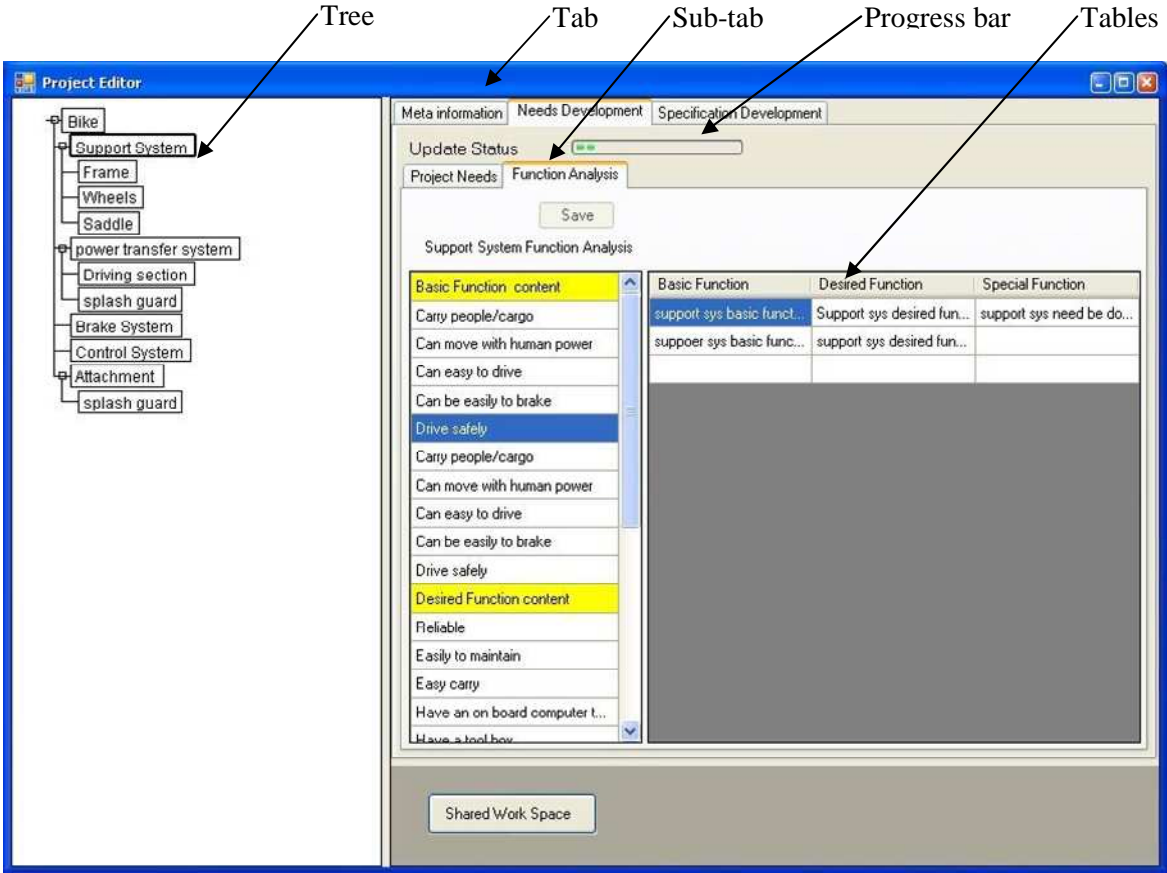 Tree
Tab
Sub-tab
Progress bar
Tables
Project Editor
Bike
Support System
Frame
Wheels
Saddle
power transfer system
Driving section
splash guard
Brake System
Control System
Attachment
splash guard
Meta information
Needs Development
Specification Development
Update Status
Project Needs
Function Analysis
Save
Support System Function Analysis
Basic Function content
Carry people/cargo
Can move with human power
Can easy to drive
Can be easily to brake
Drive safely
Carry people/cargo
Can move with human power
Can easy to drive
Can be easily to brake
Drive safely
Desired Function content
Reliable
Easily to maintain
Easy carry
Have an on board computer t...
Have a tool box
Basic Function Desired Function Special Function
support sys basic funct... Support sys desired fun... support sys need be do...
suppoer sys basic func... support sys desired fun...
Shared Work Space